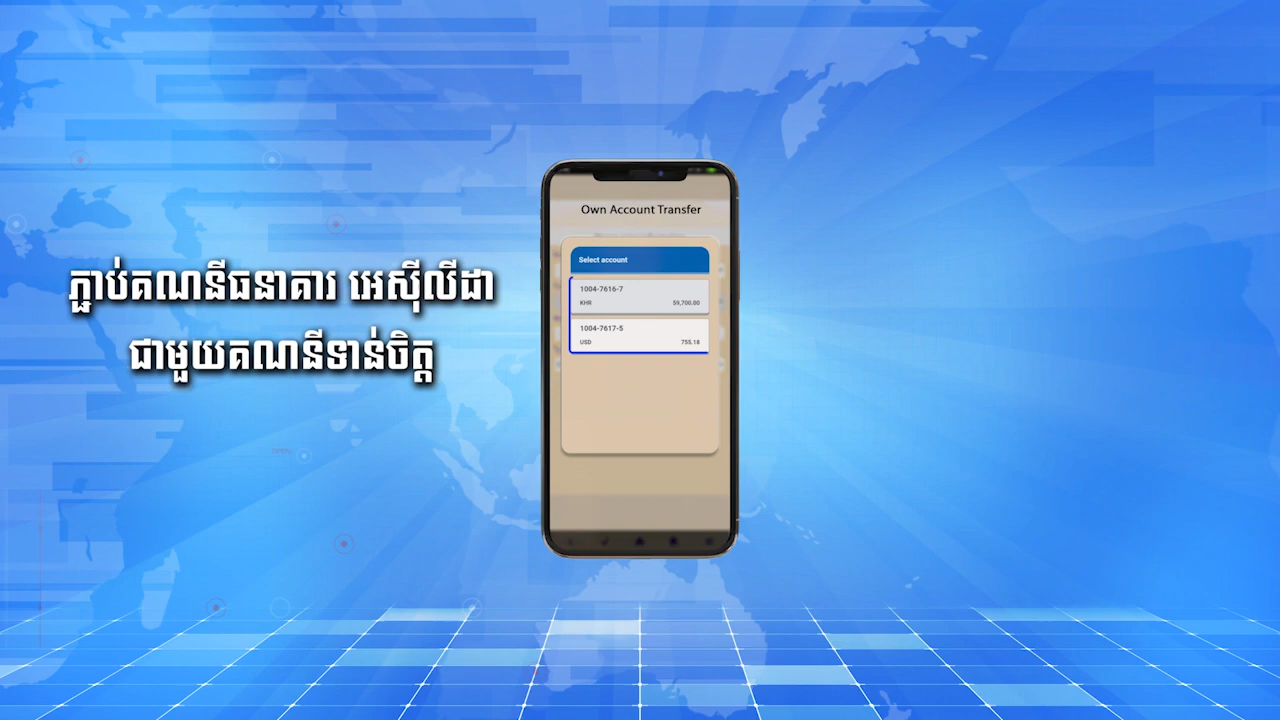 ភ្ជាប់គណនីធនាគារ អេស៊ីលីដា
ជាមួយគណនីទាន់ចិត្ត
Own Account Transfer
Select account
1004-7616-7
KHR 59,700.00
1004-7617-5
USD 755.18